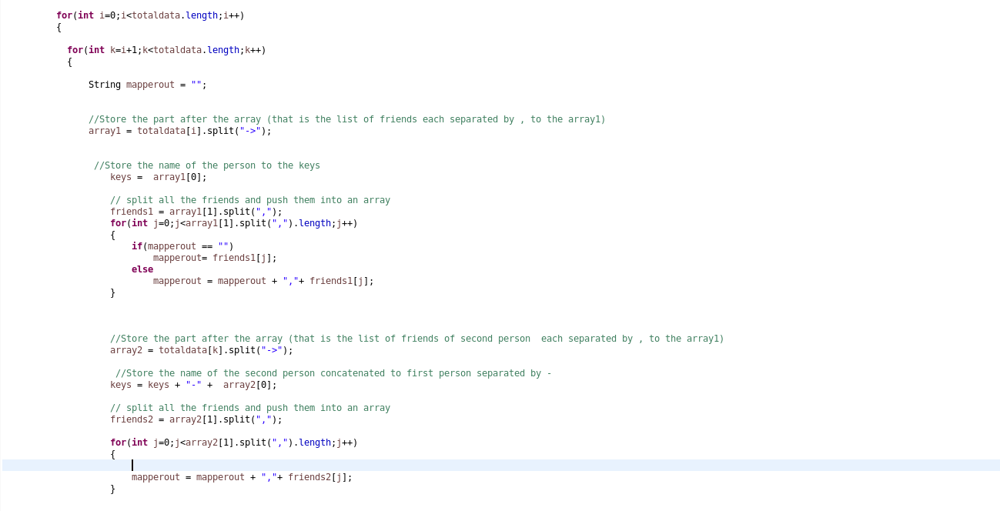 for(int i=0;i<totaldata.length;i++)
{
for(int k=i+1;k<totaldata.length;k++)
{
String mapperout = "";
//Store the part after the array (that is the list of friends each separated by , to the array1)
array1 = totaldata[i].split("->");
//Store the name of the person to the keys
keys =  array1[0];
// split all the friends and push them into an array
friends1 = array1[1].split(",");
for(int j=0;j<array1[1].split(",").length;j++)
{
if(mapperout == "")
mapperout= friends1[j];
else
mapperout = mapperout + ","+ friends1[j];
}
//Store the part after the array (that is the list of friends of second person  each separated by , to the array1)
array2 = totaldata[k].split("->");
//Store the name of the second person concatenated to first person separated by -
keys = keys + "-" +  array2[0];
// split all the friends and push them into an array
friends2 = array2[1].split(",");
for(int j=0;j<array2[1].split(",").length;j++)
{
mapperout = mapperout + ","+ friends2[j];
}